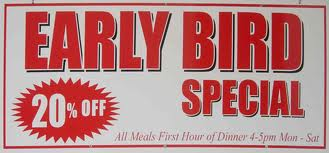 EARLY BIRD
SPECIAL
20% OFF
All Meals First Hour of Dinner 4-5pm Mon - Sat